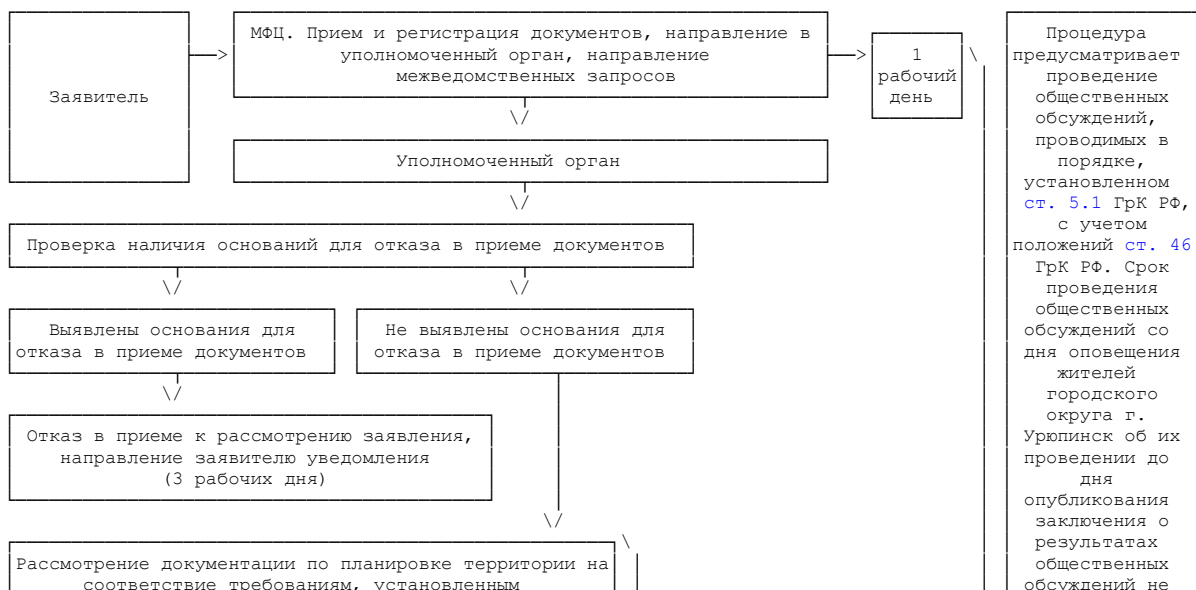 Заявитель
МФЦ. Прием и регистрация документов, направление в
уполномоченный орган, направление
межведомственных запросов
1
рабочий
день
Уполномоченный орган
Проверка наличия оснований для отказа в приеме документов
Выявлены основания для
отказа в приеме документов
Не выявлены основания для
отказа в приеме документов
Отказ в приеме к рассмотрению заявления,
направление заявителю уведомления
(3 рабочих дня)
Рассмотрение документации по планировке территории на
соответствие требованиям, установленным
Процедура
предусматривает
проведение
общественных
обсуждений,
проводимых в
порядке,
установленном
ст. 5.1 ГрК РФ,
с учетом
положений ст. 46
ГрК РФ. Срок
проведения
общественных
обсуждений со
дня оповещения
жителей
городского
округа г.
Урюпинск об их
проведении до
дня
опубликования
заключения о
результатах
общественных
обсуждений не